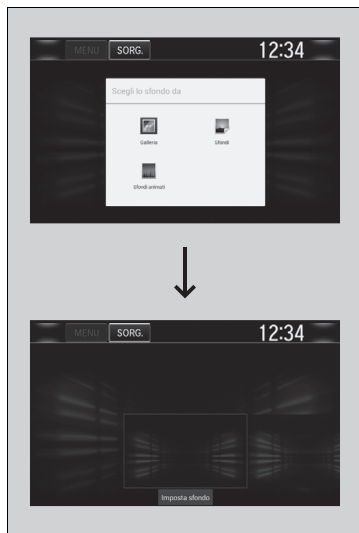 MENU SORG. 12:34
Scegli lo sfondo da
Galleria Sfondi
Sfondi animati
MENU SORG. 12:34
Imposta sfondo